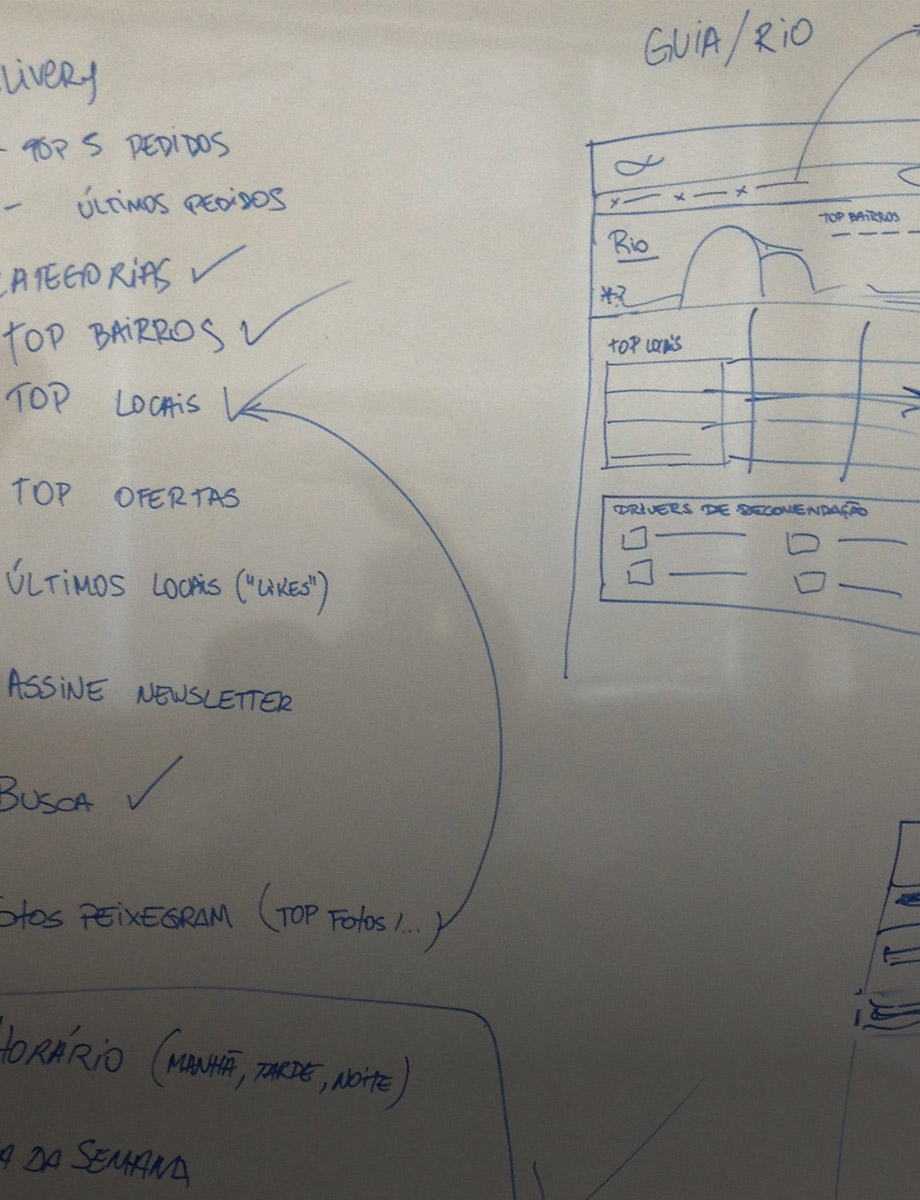 LIVERY
- TOP 5 PEDIDOS
- ÚLTIMOS PEDIDOS
CATEGORIAS ✓
TOP BAIRROS ✓
TOP LOCAIS ✓
TOP OFERTAS
ÚLTIMOS LOCAIS ("LIKES")
ASSINE NEWSLETTER
BUSCA ✓
FOTOS PEIXEGRAM (TOP FOTOS / ...)
HORÁRIO (MANHÃ, TARDE, NOITE)
A DA SEMANA
GUIA/RIO
TOP BAIRROS
Rio
TOP LOCAIS
DRIVERS DE RECOMENDAÇÃO